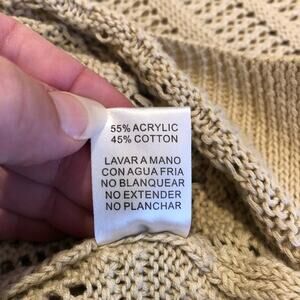 55% ACRYLIC
45% COTTON
LAVAR A MANO
CON AGUA FRIA
NO BLANQUEAR
NO EXTENDER
NO PLANCHAR